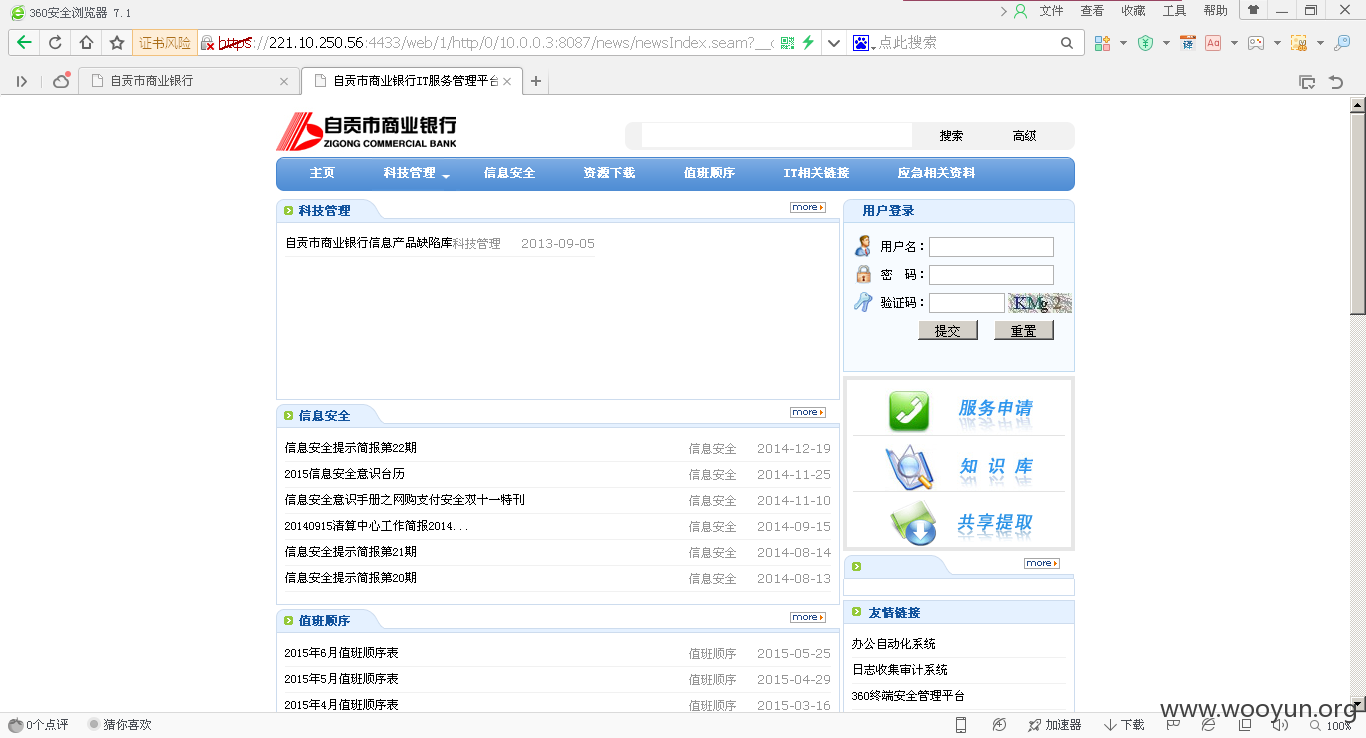 360安全浏览器 7.1
文件 查看 收藏 工具 帮助
证书风险 https://221.10.250.56:4433/web/1/http/0/10.0.0.3:8087/news/newsIndex.seam?__ 点此搜索
自贡市商业银行 自贡市商业银行IT服务管理平台
自贡市商业银行
ZIGONG COMMERCIAL BANK
搜索 高级
主页 科技管理 信息安全 资源下载 值班顺序 IT相关链接 应急相关资料
科技管理 more
自贡市商业银行信息产品缺陷库科技管理 2013-09-05
用户登录
用户名：
密 码：
验证码： KMg2
提交 重置
信息安全 more
信息安全提示简报第22期 信息安全 2014-12-19
2015信息安全意识台历 信息安全 2014-11-25
信息安全意识手册之网购支付安全双十一特刊 信息安全 2014-11-10
20140915清算中心工作简报2014... 信息安全 2014-09-15
信息安全提示简报第21期 信息安全 2014-08-14
信息安全提示简报第20期 信息安全 2014-08-13
服务申请
知识库
共享提取
more
值班顺序 more
2015年6月值班顺序表 值班顺序 2015-05-25
2015年5月值班顺序表 值班顺序 2015-04-29
2015年4月值班顺序表 值班顺序 2015-03-16
友情链接
办公自动化系统
日志收集审计系统
360终端安全管理平台
www.wooyun.org
0个点评 猜你喜欢 加速器 下载 100%